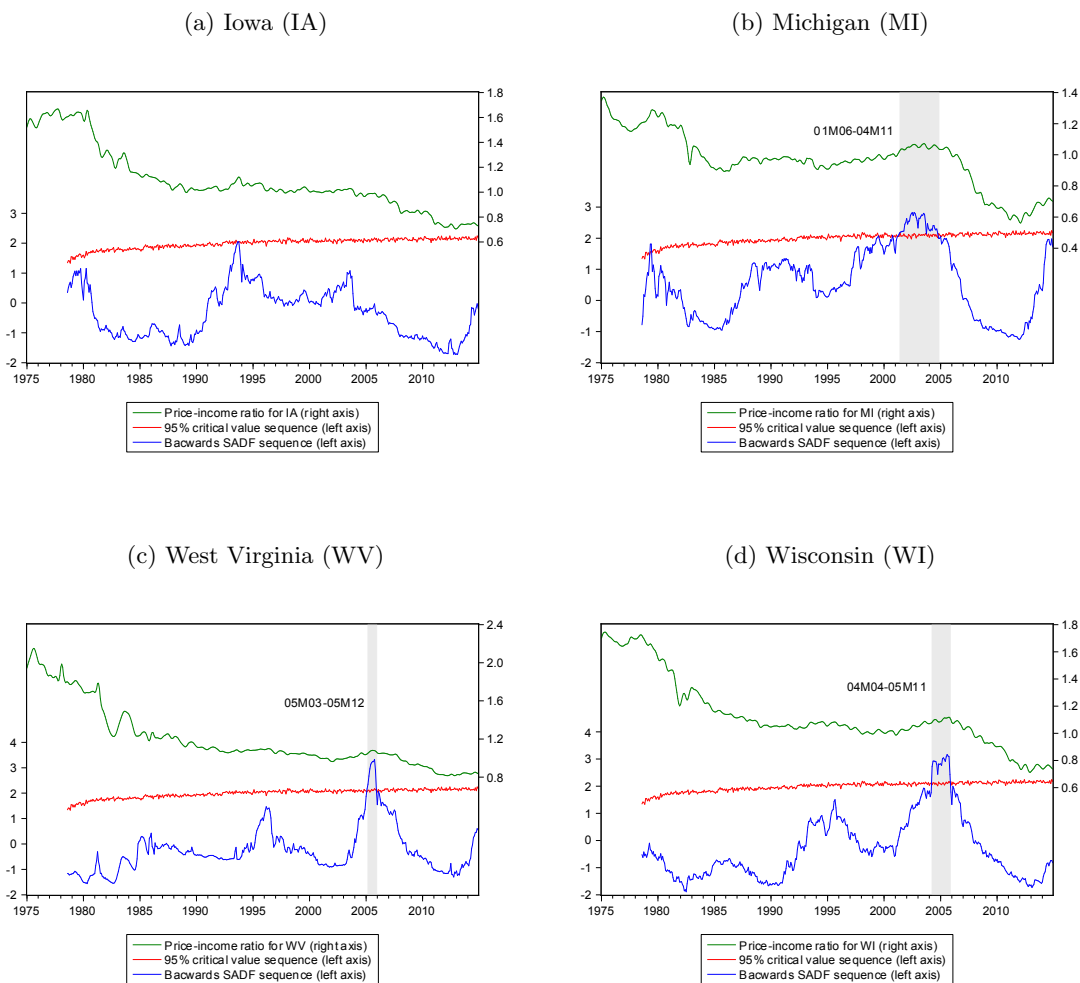 (a) Iowa (IA)
(b) Michigan (MI)
1.8
1.6
1.4
1.2
1.0
0.8
0.6
3
2
1
0
-1
-2
1975 1980 1985 1990 1995 2000 2005 2010
Price-income ratio for IA (right axis)
95% critical value sequence (left axis)
Bacwards SADF sequence (left axis)
01M06-04M11
1.4
1.2
1.0
0.8
0.6
0.4
3
2
1
0
-1
-2
1975 1980 1985 1990 1995 2000 2005 2010
Price-income ratio for MI (right axis)
95% critical value sequence (left axis)
Bacwards SADF sequence (left axis)
(c) West Virginia (WV)
(d) Wisconsin (WI)
05M03-05M12
2.4
2.0
1.6
1.2
0.8
4
3
2
1
0
-1
-2
1975 1980 1985 1990 1995 2000 2005 2010
Price-income ratio for WV (right axis)
95% critical value sequence (left axis)
Bacwards SADF sequence (left axis)
04M04-05M11
1.8
1.6
1.4
1.2
1.0
0.8
0.6
4
3
2
1
0
-1
-2
1975 1980 1985 1990 1995 2000 2005 2010
Price-income ratio for WI (right axis)
95% critical value sequence (left axis)
Bacwards SADF sequence (left axis)